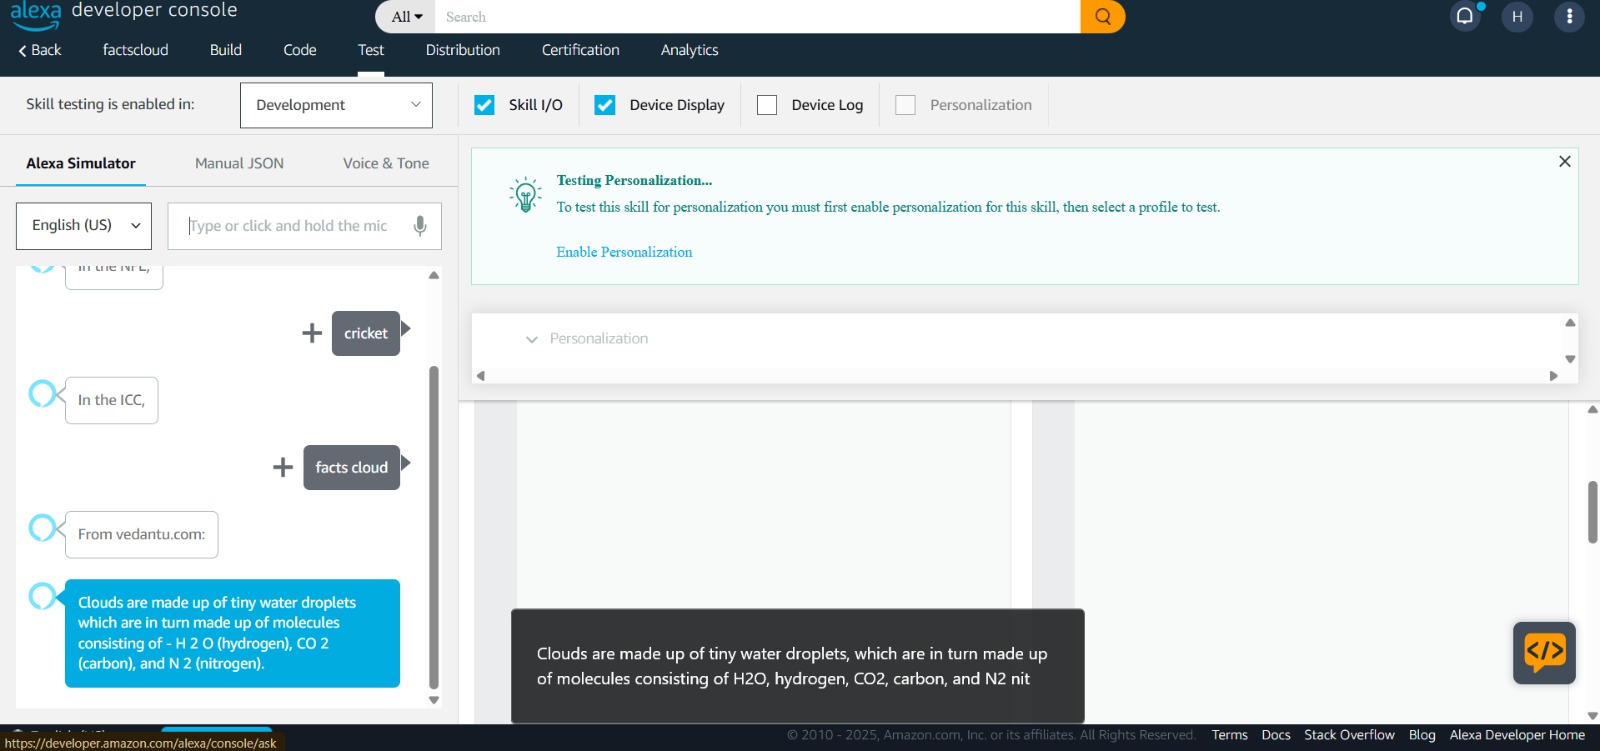 alexa developer console
All
Search
H
Back
factscloud
Build
Code
Test
Distribution
Certification
Analytics
Skill testing is enabled in:
Development
Skill I/O
Device Display
Device Log
Personalization
Alexa Simulator
Manual JSON
Voice & Tone
English (US)
Type or click and hold the mic
In the NFL,
cricket
In the ICC,
facts cloud
From vedantu.com:
Clouds are made up of tiny water droplets
which are in turn made up of molecules
consisting of - H 2 O (hydrogen), CO 2
(carbon), and N 2 (nitrogen).
Testing Personalization...
To test this skill for personalization you must first enable personalization for this skill, then select a profile to test.
Enable Personalization
Personalization
Clouds are made up of tiny water droplets, which are in turn made up
of molecules consisting of H2O, hydrogen, CO2, carbon, and N2 nit
</>
https://developer.amazon.com/alexa/console/ask
© 2010 - 2025, Amazon.com, Inc. or its affiliates. All Rights Reserved.
Terms
Docs
Stack Overflow
Blog
Alexa Developer Home